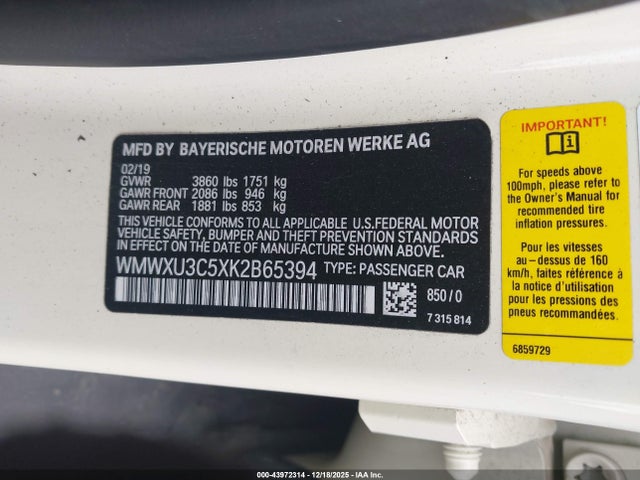 MFD BY BAYERISCHE MOTOREN WERKE AG
02/19
GVWR 3860 lbs 1751 kg
GAWR FRONT 2086 lbs 946 kg
GAWR REAR 1881 lbs 853 kg
THIS VEHICLE CONFORMS TO ALL APPLICABLE U.S.FEDERAL MOTOR
VEHICLE SAFETY, BUMPER AND THEFT PREVENTION STANDARDS
IN EFFECT ON THE DATE OF MANUFACTURE SHOWN ABOVE.
WMWXU3C5XK2B65394 TYPE: PASSENGER CAR
850/0
7 315 814
IMPORTANT!
For speeds above
100mph, please refer to
the Owner's Manual for
recommended tire
inflation pressures.
Pour les vitesses
au-dessus de 160
km/h, faites référence
à votre livret de bord
pour les pressions des
pneus recommandées.
6859729
000-43972314 - 12/18/2025 - IAA Inc.